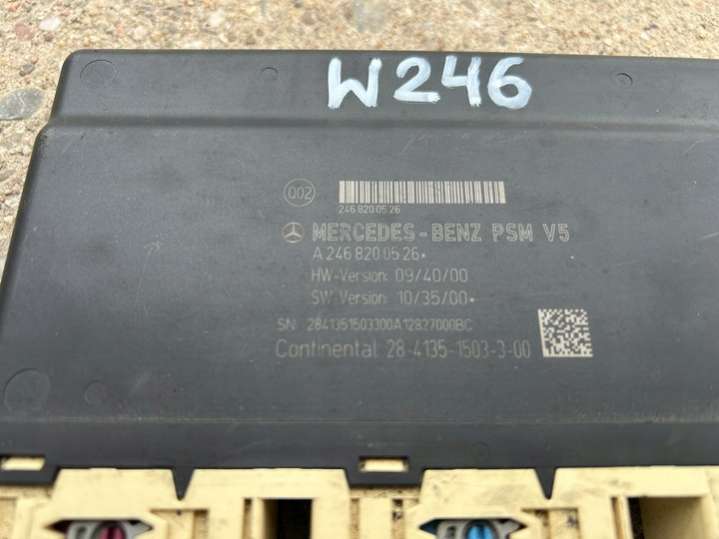 W246
002
246 820 05 26
MERCEDES-BENZ PSM V5
A 246 820 05 26
HW-Version: 09/40/00
SW-Version: 10/35/00
SN: 2841351503300A12827000BC
Continental 28-4135-1503-3-00